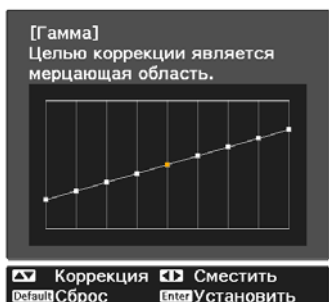 [Гамма]
Целью коррекции является
мерцающая область.
Коррекция Сместить
Default Сброс Enter Установить